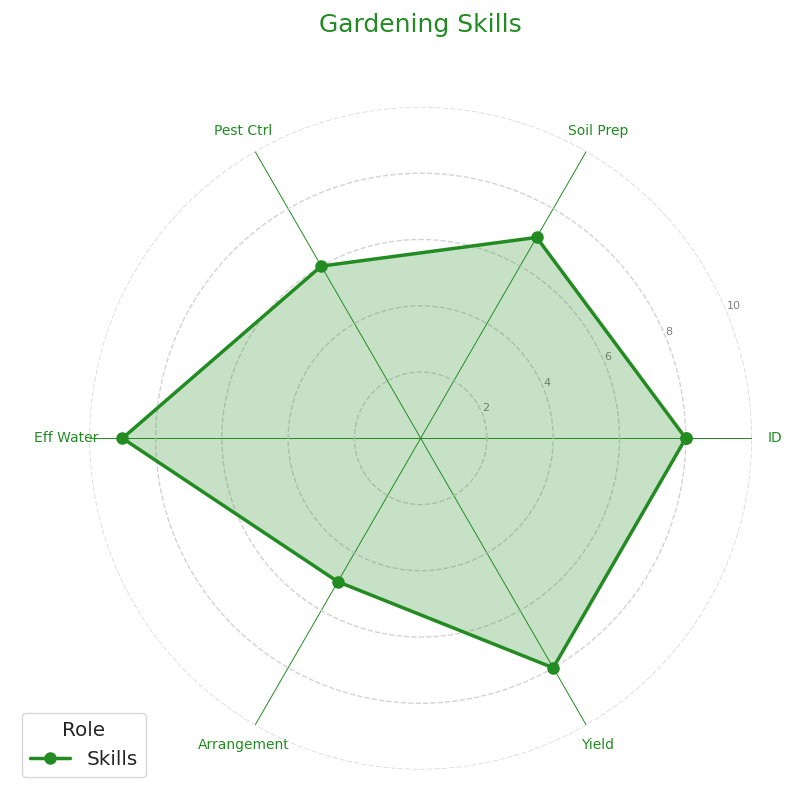 Gardening Skills
Pest Ctrl
Soil Prep
10
8
6
4
2
Eff Water
ID
Arrangement
Yield
Role
Skills